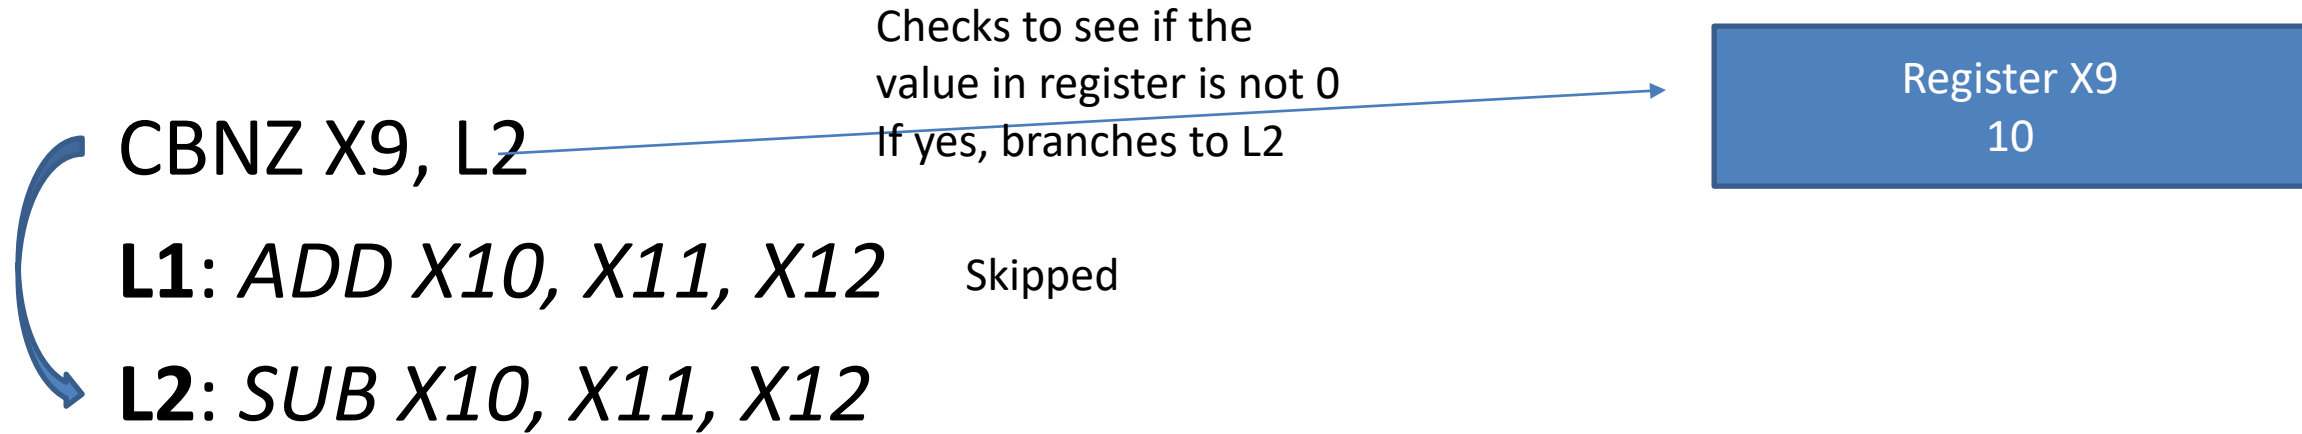 Checks to see if the
value in register is not 0
If yes, branches to L2
Register X9
10
CBNZ X9, L2
L1: ADD X10, X11, X12
Skipped
L2: SUB X10, X11, X12